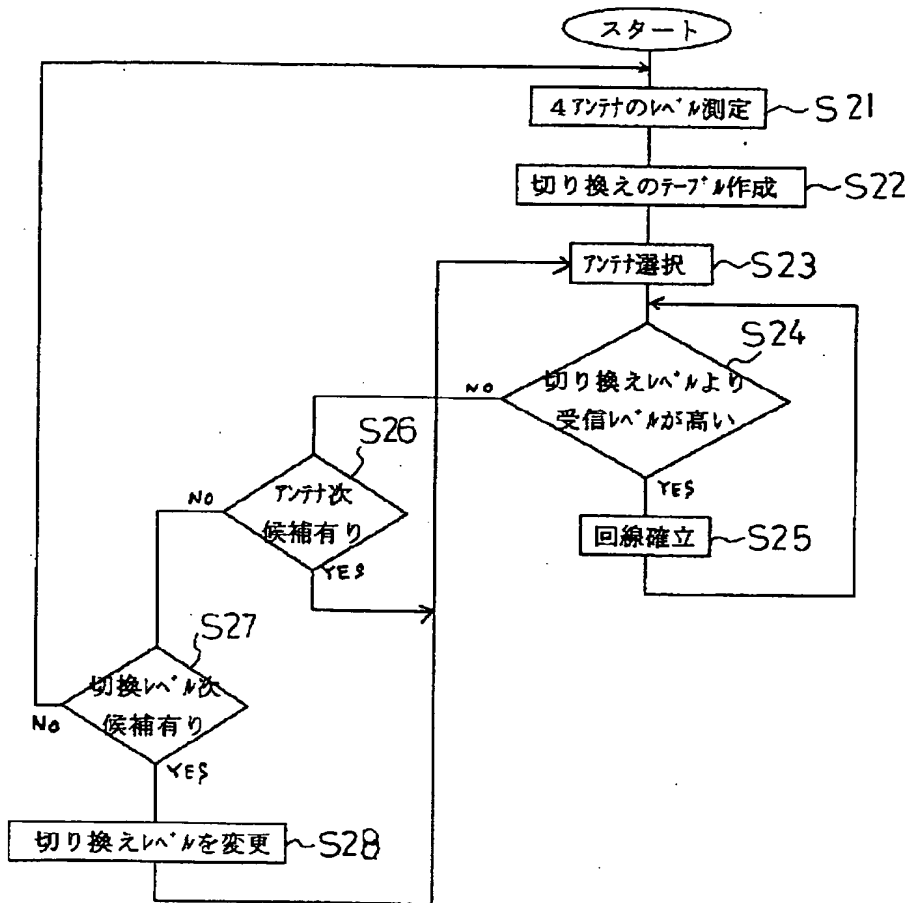 スタート
4アンテナのレベル測定
S21
切り換えのテーブル作成
S22
アンテナ選択
S23
S24
切り換えレベルより
受信レベルが高い
NO
YES
S26
アンテナ次
候補有り
NO
YES
回線確立
S25
S27
切換レベル次
候補有り
NO
YES
切り換えレベルを変更
S28